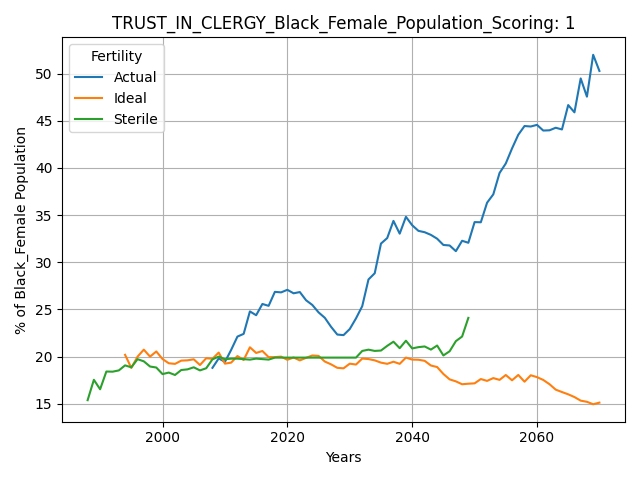 TRUST_IN_CLERGY_Black_Female_Population_Scoring: 1
Fertility
Actual
Ideal
Sterile
% of Black_Female Population
50
45
40
35
30
25
20
15
2000
2020
2040
2060
Years